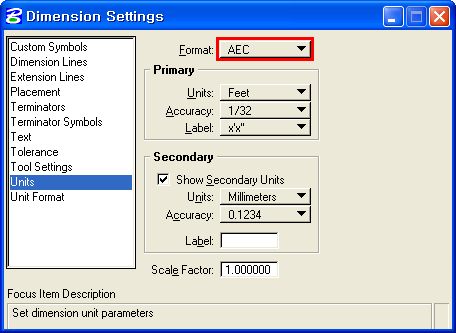 Dimension Settings
Custom Symbols
Dimension Lines
Extension Lines
Placement
Terminators
Terminator Symbols
Text
Tolerance
Tool Settings
Units
Unit Format
Format: AEC
Primary
Units: Feet
Accuracy: 1/32
Label: x'x"
Secondary
Show Secondary Units
Units: Millimeters
Accuracy: 0.1234
Label:
Scale Factor: 1.000000
Focus Item Description
Set dimension unit parameters